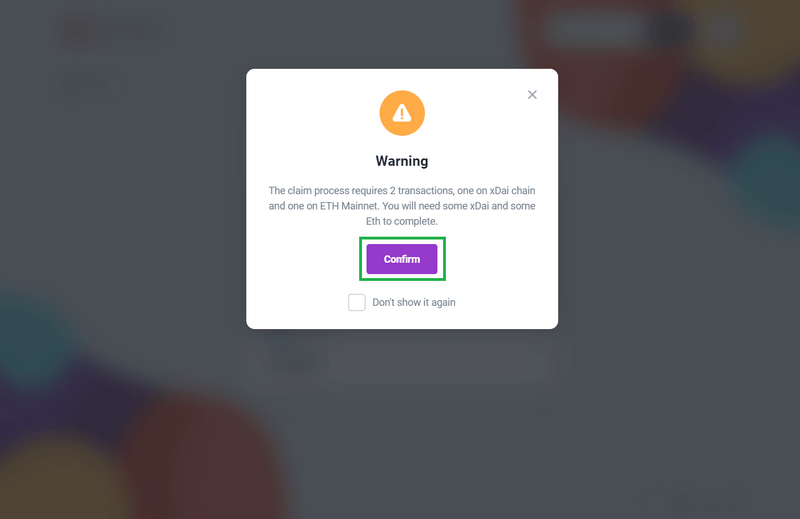 Warning
The claim process requires 2 transactions, one on xDai chain
and one on ETH Mainnet. You will need some xDai and some
Eth to complete.
Confirm
Don't show it again